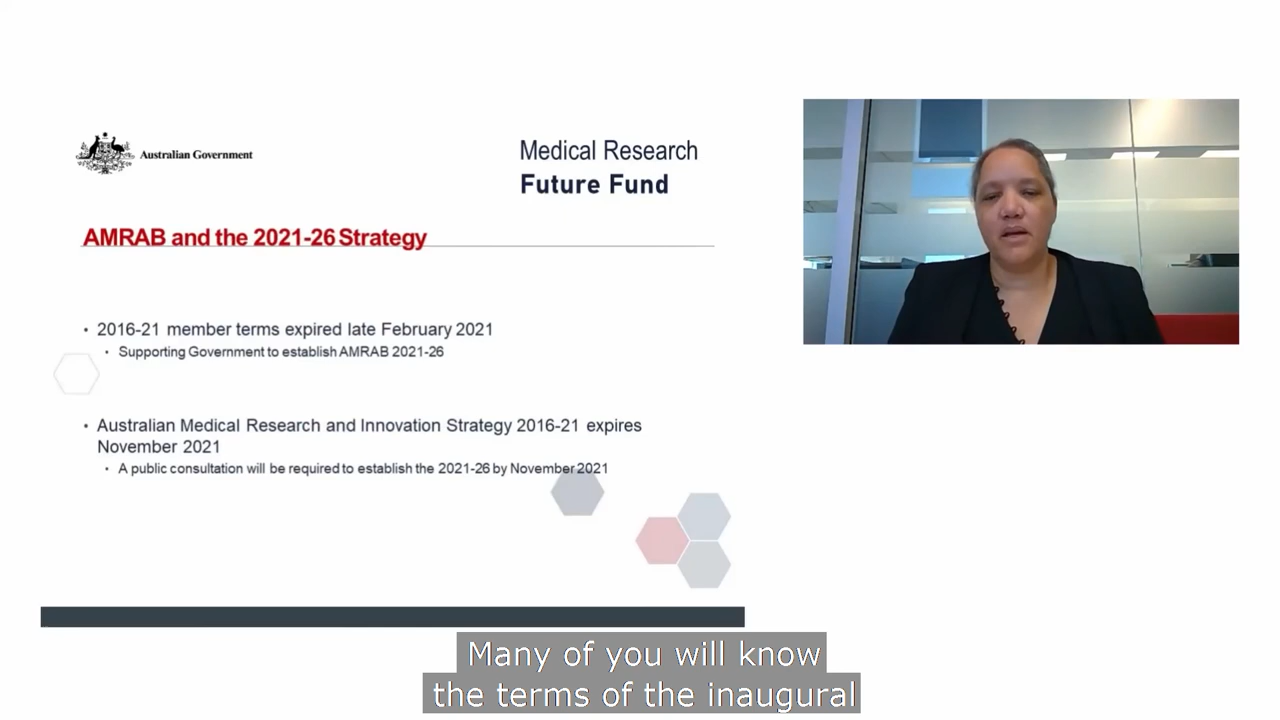 Australian Government
Medical Research
Future Fund
AMRAB and the 2021-26 Strategy
• 2016-21 member terms expired late February 2021
• Supporting Government to establish AMRAB 2021-26
• Australian Medical Research and Innovation Strategy 2016-21 expires
November 2021
• A public consultation will be required to establish the 2021-26 by November 2021
Many of you will know
the terms of the inaugural